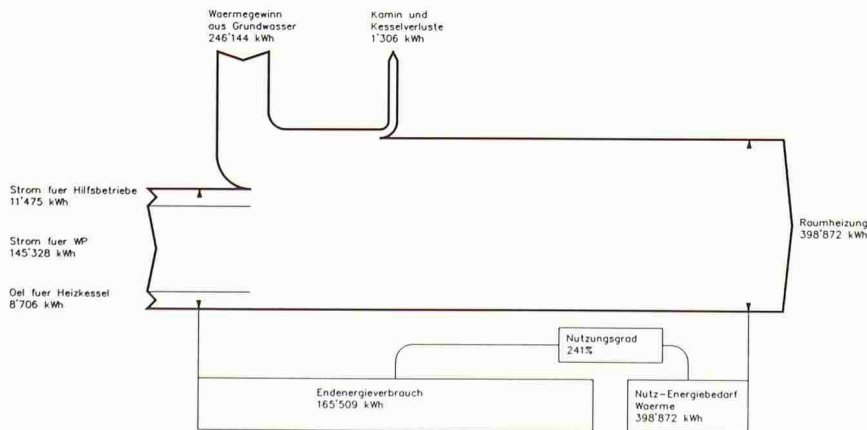 Waermegewinn
aus Grundwasser
246'144 kWh
Kamin und
Kesselverluste
1'306 kWh
Strom fuer Hilfsbetriebe
11'475 kWh
Strom fuer WP
145'328 kWh
Oel fuer Heizkessel
8'706 kWh
Raumheizung
398'872 kWh
Nutzungsgrad
241%
Endenergieverbrauch
165'509 kWh
Nutz-Energiebedarf
Waerme
398'872 kWh